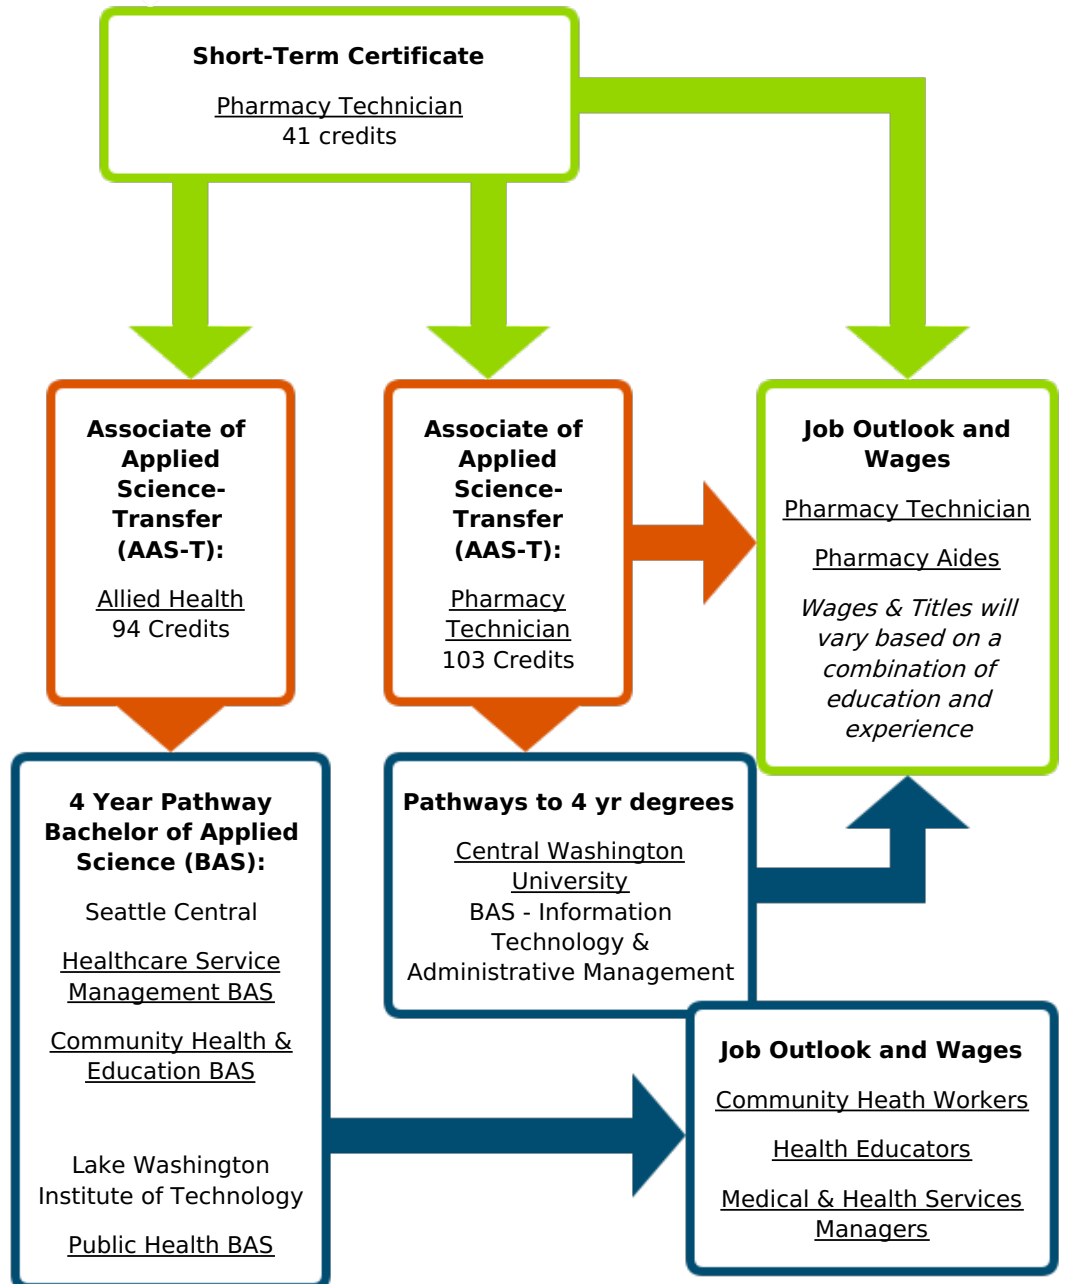 Short-Term Certificate
Pharmacy Technician
41 credits
Associate of
Applied
Science-
Transfer
(AAS-T):
Allied Health
94 Credits
Associate of
Applied
Science-
Transfer
(AAS-T):
Pharmacy
Technician
103 Credits
Job Outlook and
Wages
Pharmacy Technician
Pharmacy Aides
Wages & Titles will
vary based on a
combination of
education and
experience
4 Year Pathway
Bachelor of Applied
Science (BAS):
Seattle Central
Healthcare Service
Management BAS
Community Health &
Education BAS
Lake Washington
Institute of Technology
Public Health BAS
Pathways to 4 yr degrees
Central Washington
University
BAS - Information
Technology &
Administrative Management
Job Outlook and Wages
Community Heath Workers
Health Educators
Medical & Health Services
Managers